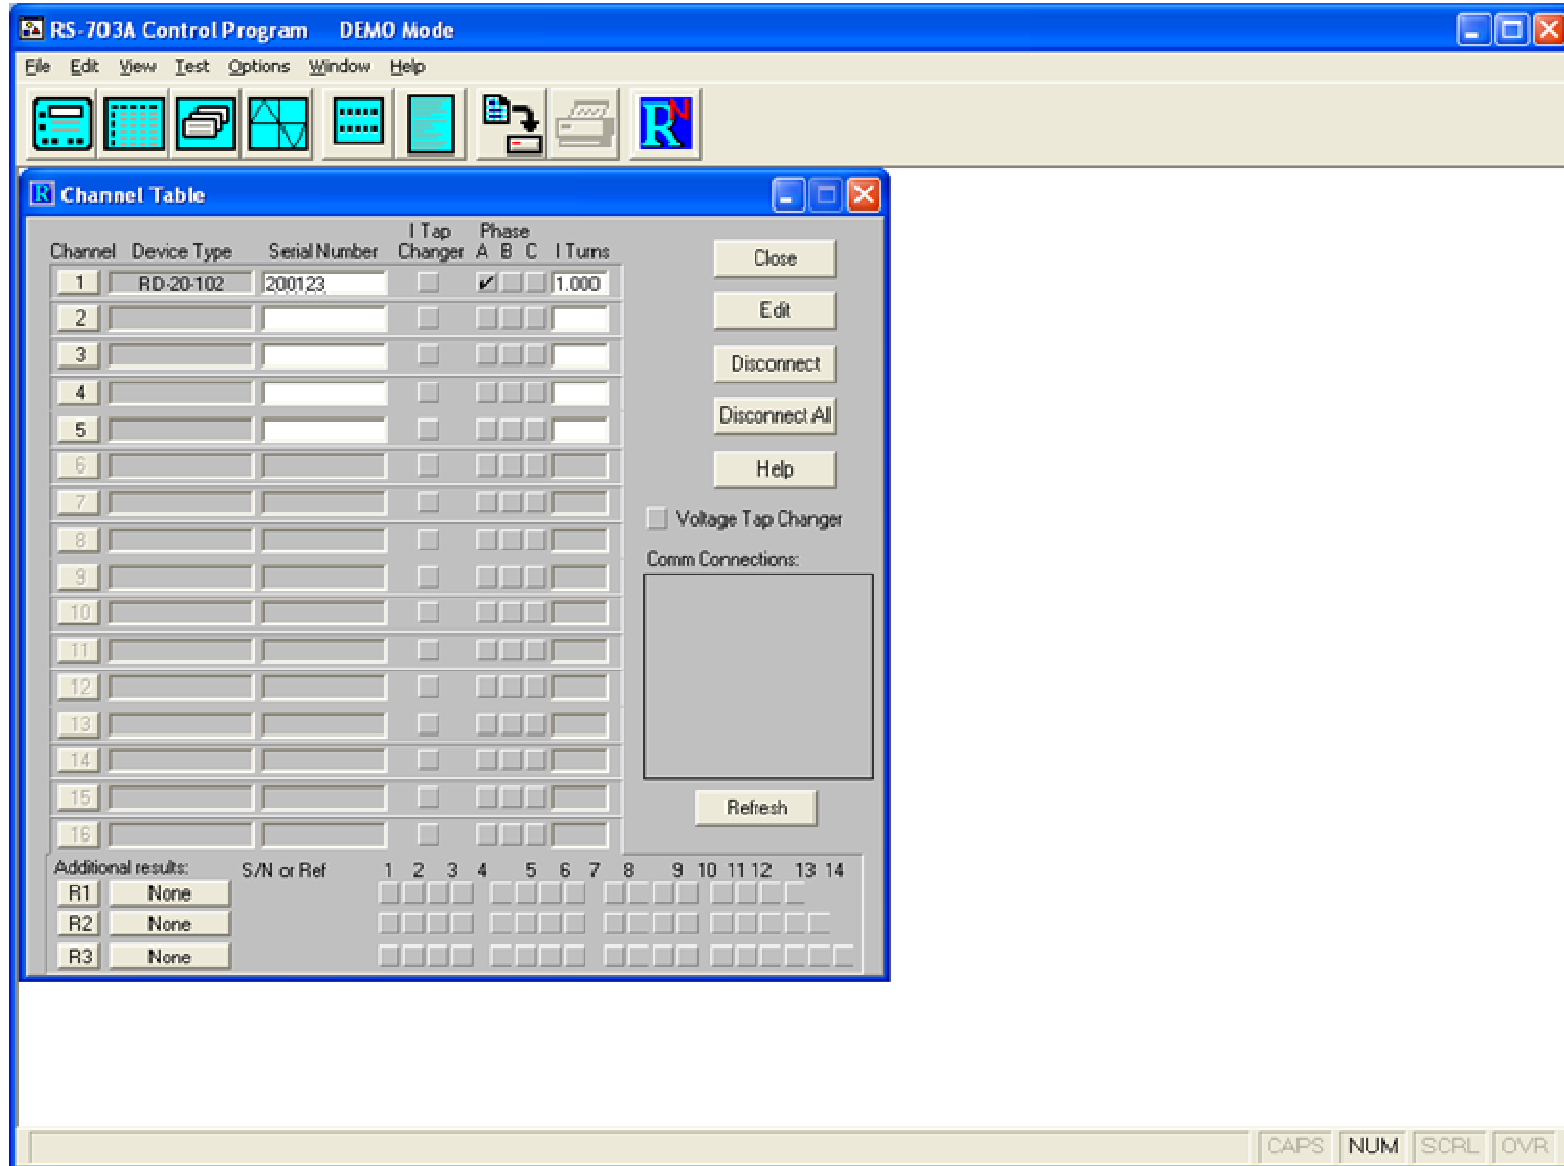 RS-703A Control Program DEMO Mode
File Edit View Test Options Window Help
RN
R Channel Table
I Tap Phase
Channel Device Type Serial Number Changer A B C I Turns
1 RD-20-102 200123 1.000
2
3
4
5
6
7
8
9
10
11
12
13
14
15
16
Close
Edit
Disconnect
Disconnect All
Help
Voltage Tap Changer
Comm Connections:
Refresh
Additional results: S/N or Ref 1 2 3 4 5 6 7 8 9 10 11 12 13 14
R1 None
R2 None
R3 None
CAPS NUM SCRL OVR